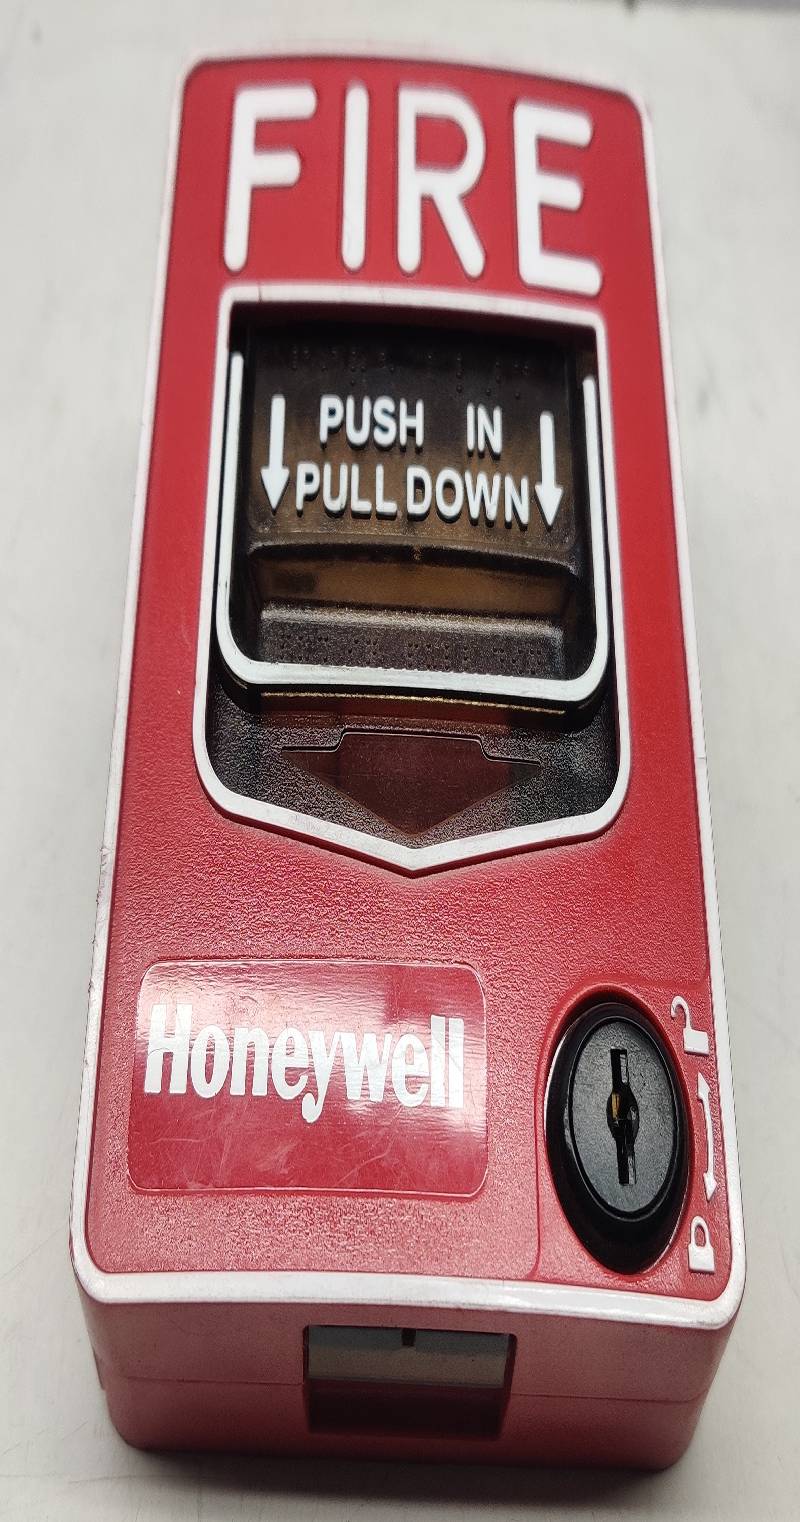 FIRE
PUSH IN
PULL DOWN
Honeywell